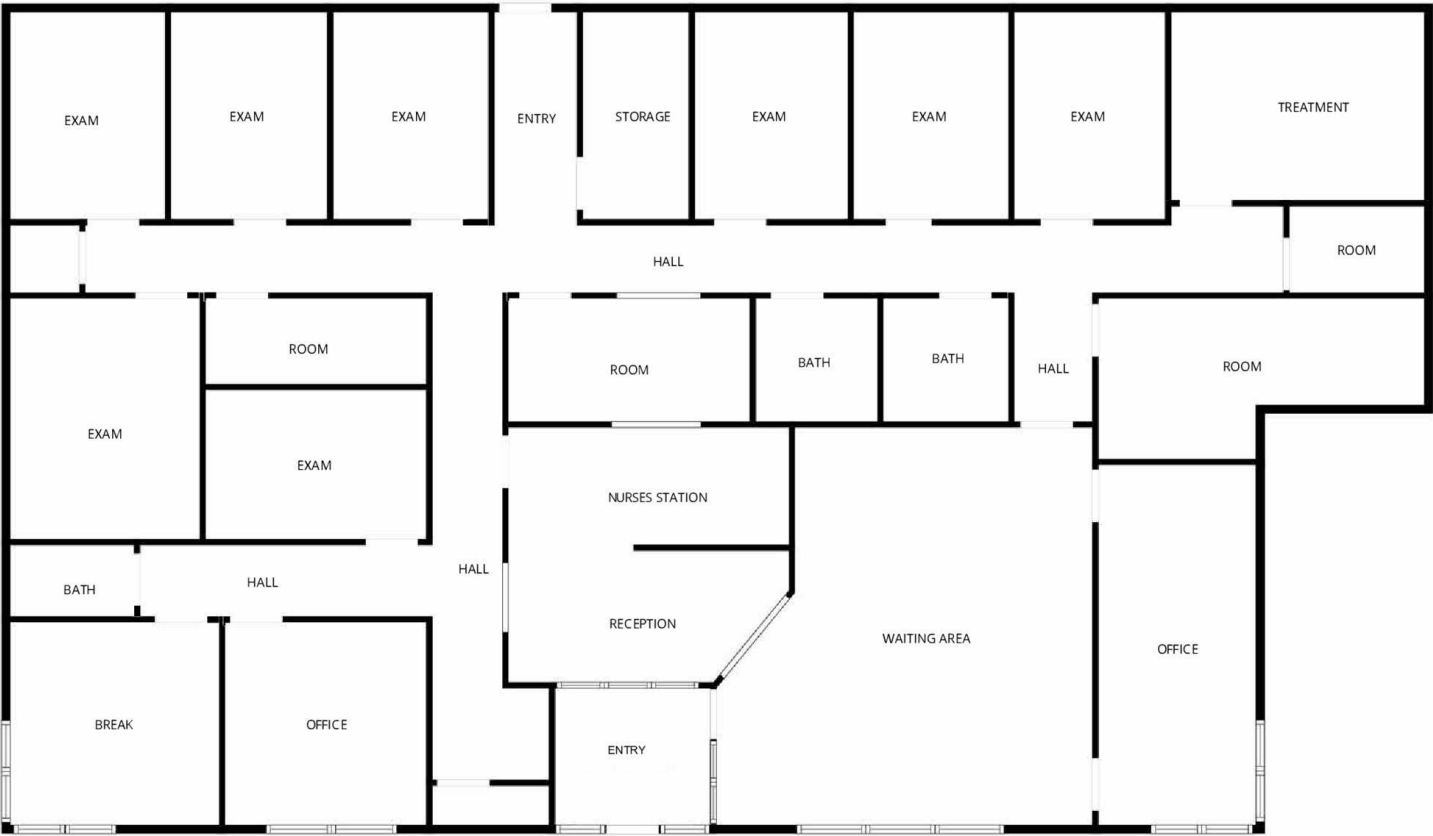 EXAM
EXAM
EXAM
ENTRY
STORAGE
EXAM
EXAM
EXAM
TREATMENT
HALL
ROOM
ROOM
ROOM
BATH
BATH
HALL
ROOM
EXAM
EXAM
NURSES STATION
BATH
HALL
HALL
RECEPTION
WAITING AREA
OFFICE
BREAK
OFFICE
ENTRY